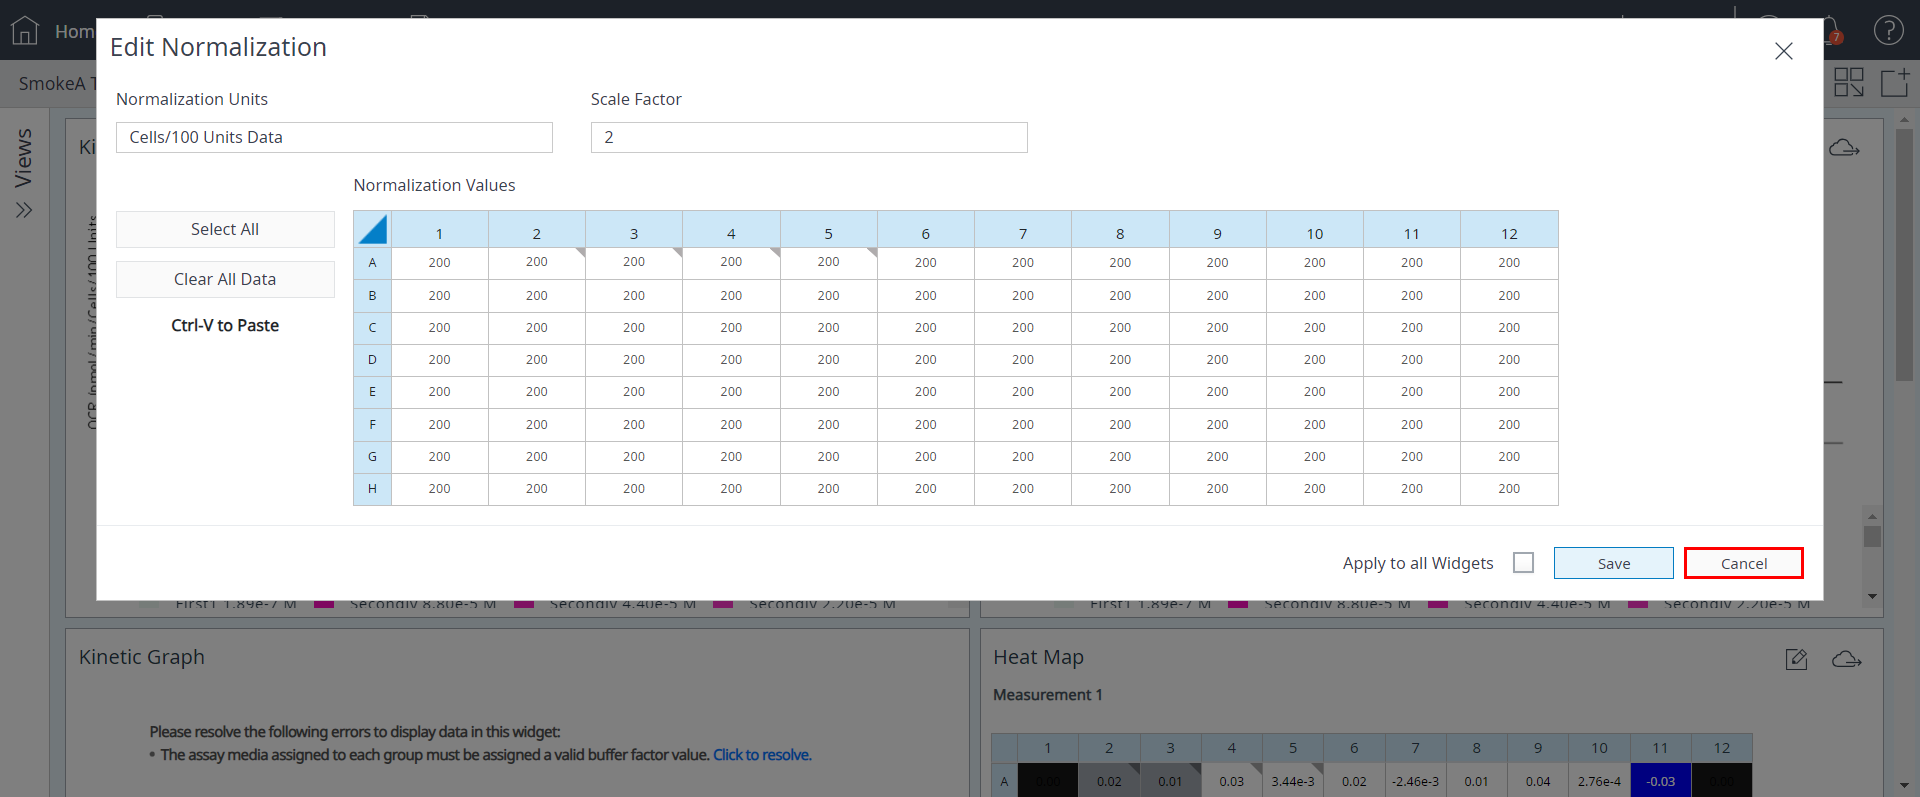 Hom
7
?
SmokeA T
Edit Normalization
Normalization Units
Scale Factor
Cells/100 Units Data
2
Views
Ki
Normalization Values
Select All
Clear All Data
Ctrl-V to Paste
1 2 3 4 5 6 7 8 9 10 11 12
A 200 200 200 200 200 200 200 200 200 200 200 200
B 200 200 200 200 200 200 200 200 200 200 200 200
C 200 200 200 200 200 200 200 200 200 200 200 200
D 200 200 200 200 200 200 200 200 200 200 200 200
E 200 200 200 200 200 200 200 200 200 200 200 200
F 200 200 200 200 200 200 200 200 200 200 200 200
G 200 200 200 200 200 200 200 200 200 200 200 200
H 200 200 200 200 200 200 200 200 200 200 200 200
Apply to all Widgets
Save
Cancel
First1 1.89e-7 M Secondly 8.80e-5 M Secondly 4.40e-5 M Secondly 2.20e-5 M
First1 1.89e-7 M Secondly 8.80e-5 M Secondly 4.40e-5 M Secondly 2.20e-5 M
Kinetic Graph
Please resolve the following errors to display data in this widget:
• The assay media assigned to each group must be assigned a valid buffer factor value. Click to resolve.
Heat Map
Measurement 1
1 2 3 4 5 6 7 8 9 10 11 12
A 0.00 0.02 0.01 0.03 3.44e-3 0.02 -2.46e-3 0.01 0.04 2.76e-4 -0.03